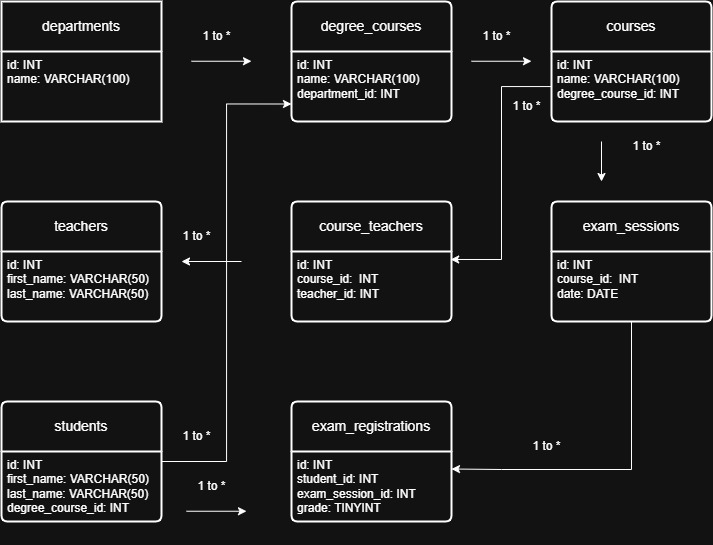 departments
id: INT
name: VARCHAR(100)
1 to *
degree_courses
id: INT
name: VARCHAR(100)
department_id: INT
1 to *
courses
id: INT
name: VARCHAR(100)
degree_course_id: INT
1 to *
1 to *
teachers
id: INT
first_name: VARCHAR(50)
last_name: VARCHAR(50)
1 to *
course_teachers
id: INT
course_id: INT
teacher_id: INT
exam_sessions
id: INT
course_id: INT
date: DATE
students
id: INT
first_name: VARCHAR(50)
last_name: VARCHAR(50)
degree_course_id: INT
1 to *
1 to *
exam_registrations
id: INT
student_id: INT
exam_session_id: INT
grade: TINYINT
1 to *